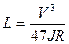 L = V³ / 47JR